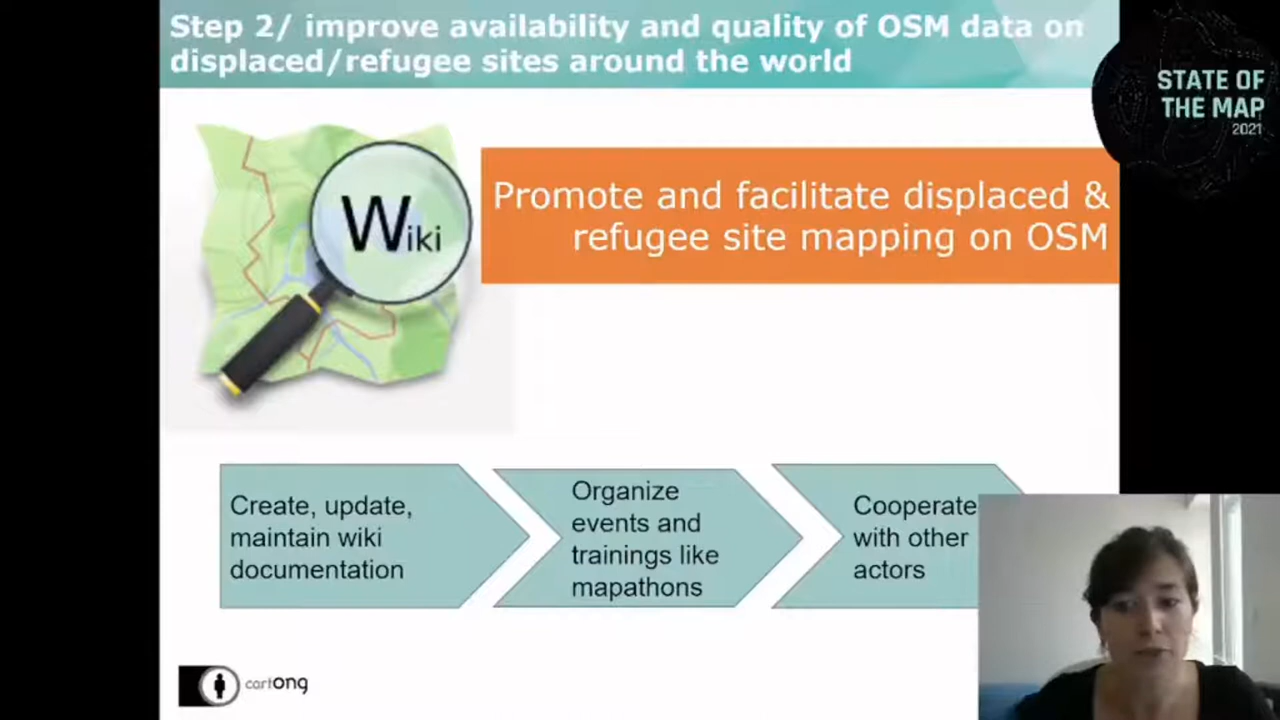 Step 2/ improve availability and quality of OSM data on
displaced/refugee sites around the world
STATE OF
THE MAP
2021
Wiki
Promote and facilitate displaced &
refugee site mapping on OSM
Create, update,
maintain wiki
documentation
Organize
events and
trainings like
mapathons
Cooperate
with other
actors
cartong